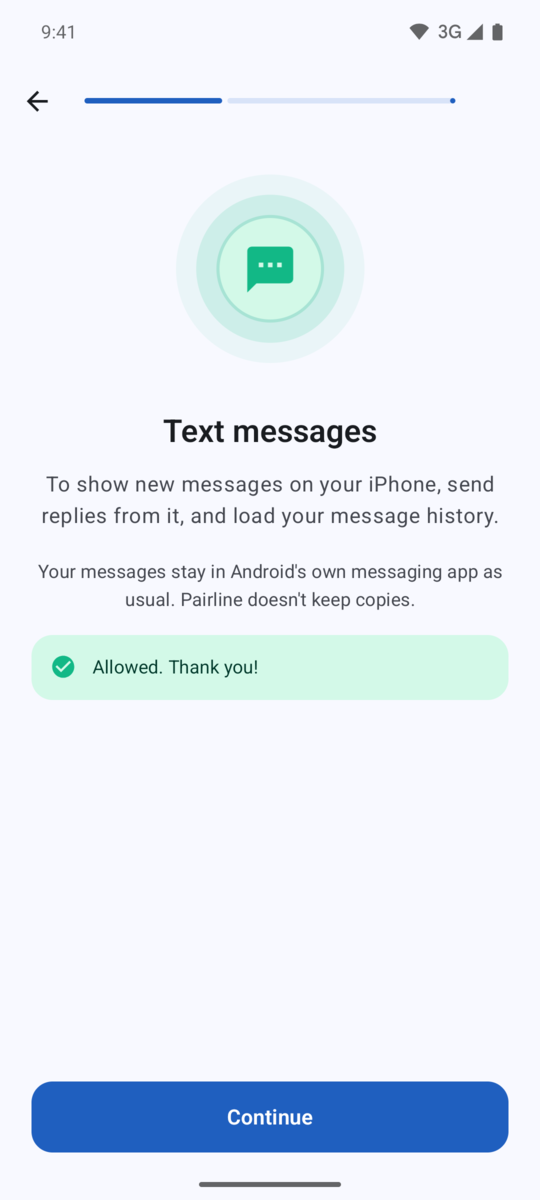 9:41
3G
Text messages
To show new messages on your iPhone, send
replies from it, and load your message history.
Your messages stay in Android's own messaging app as
usual. Pairline doesn't keep copies.
Allowed. Thank you!
Continue